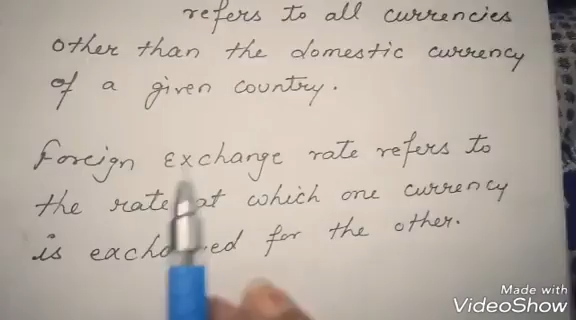 refers to all currencies
other than the domestic currency
of a given country.
Foreign Exchange rate refers to
the rate at which one currency
is exchanged for the other.
Made with
VideoShow